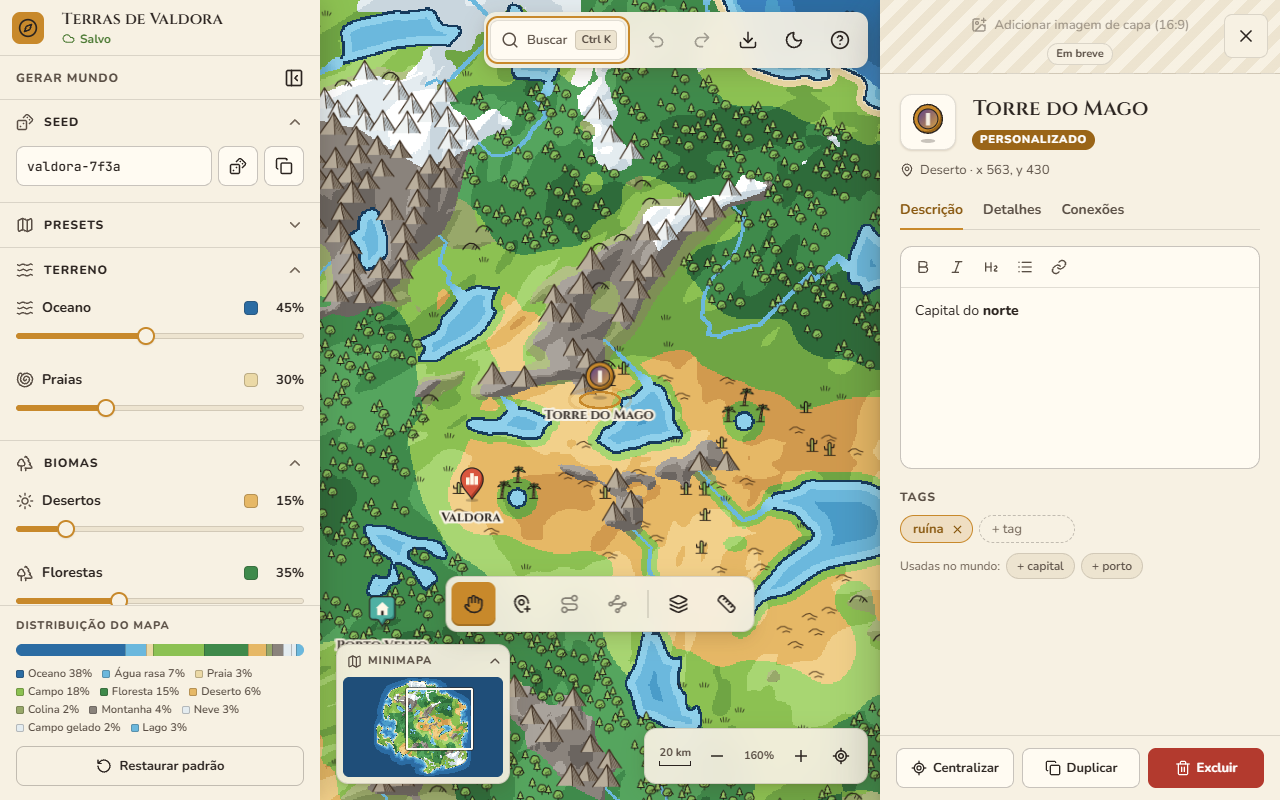 TERRAS DE VALDORA
Salvo
GERAR MUNDO
SEED
valdora-7f3a
PRESETS
TERRENO
Oceano 45%
Praias 30%
BIOMAS
Desertos 15%
Florestas 35%
DISTRIBUIÇÃO DO MAPA
Oceano 38% Água rasa 7% Praia 3%
Campo 18% Floresta 15% Deserto 6%
Colina 2% Montanha 4% Neve 3%
Campo gelado 2% Lago 3%
Restaurar padrão
Buscar Ctrl K
TORRE DO MAGO
VALDORA
PORTO VELHO
MINIMAPA
20 km
160%
Adicionar imagem de capa (16:9)
Em breve
TORRE DO MAGO
PERSONALIZADO
Deserto · x 563, y 430
Descrição Detalhes Conexões
B I H2
Capital do norte
TAGS
ruína + tag
Usadas no mundo: + capital + porto
Centralizar Duplicar Excluir